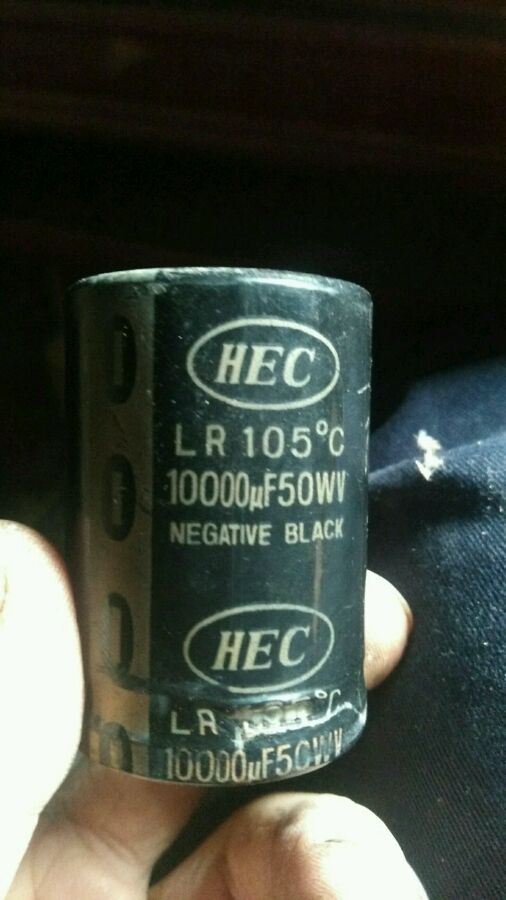 HEC
LR 105°C
10000µF50WV
NEGATIVE BLACK
HEC
LR °C
10000µF50WV